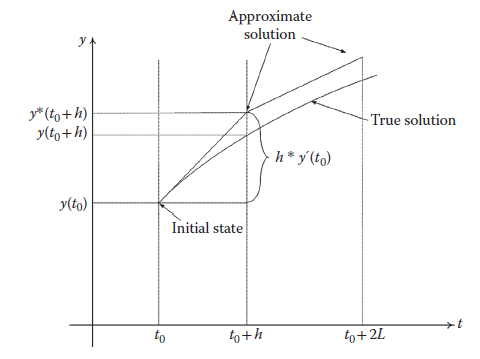 Approximate
solution
y
y*(t₀+h)
y(t₀+h)
True solution
h * y′(t₀)
y(t₀)
Initial state
t
t₀
t₀+h
t₀+2L